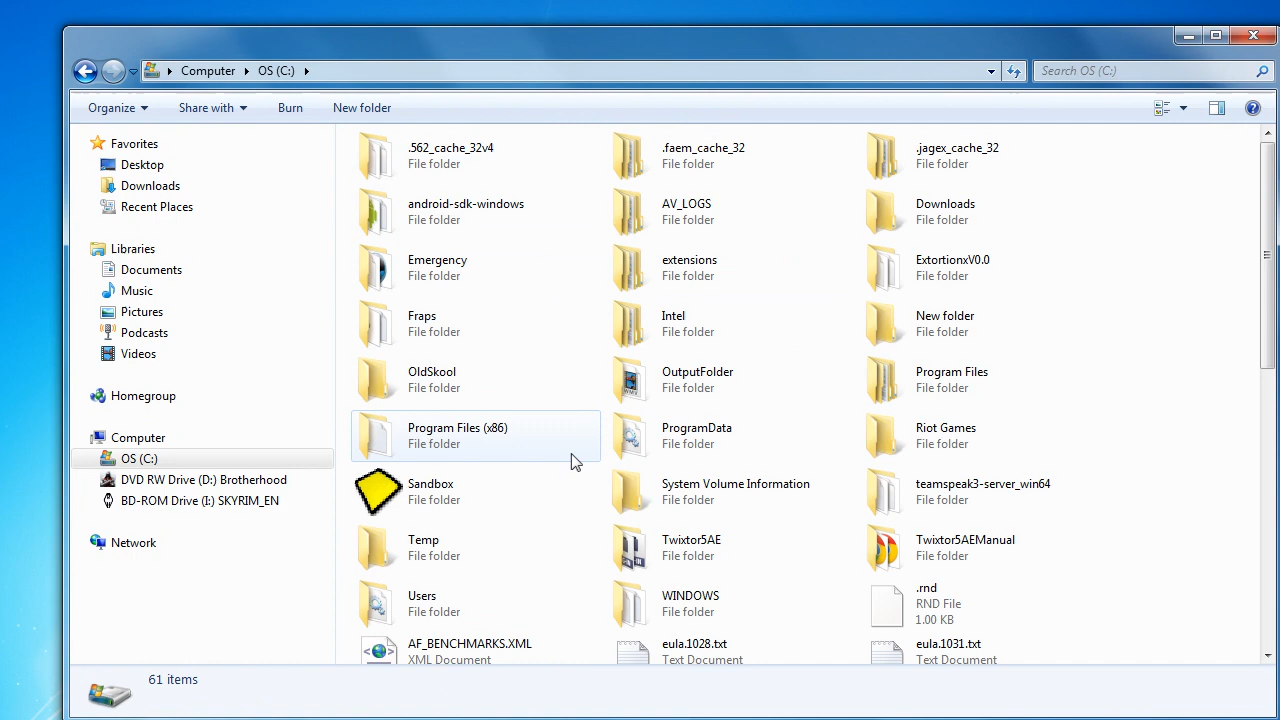 Computer OS (C:) Search OS (C:)
Organize Share with Burn New folder
Favorites
Desktop
Downloads
Recent Places
Libraries
Documents
Music
Pictures
Podcasts
Videos
Homegroup
Computer
OS (C:)
DVD RW Drive (D:) Brotherhood
BD-ROM Drive (I:) SKYRIM_EN
Network
.562_cache_32v4
File folder
.faem_cache_32
File folder
.jagex_cache_32
File folder
android-sdk-windows
File folder
AV_LOGS
File folder
Downloads
File folder
Emergency
File folder
extensions
File folder
ExtortionxV0.0
File folder
Fraps
File folder
Intel
File folder
New folder
File folder
OldSkool
File folder
OutputFolder
File folder
Program Files
File folder
Program Files (x86)
File folder
ProgramData
File folder
Riot Games
File folder
Sandbox
File folder
System Volume Information
File folder
teamspeak3-server_win64
File folder
Temp
File folder
Twixtor5AE
File folder
Twixtor5AEManual
File folder
Users
File folder
WINDOWS
File folder
.rnd
RND File
1.00 KB
AF_BENCHMARKS.XML
XML Document
eula.1028.txt
Text Document
eula.1031.txt
Text Document
61 items